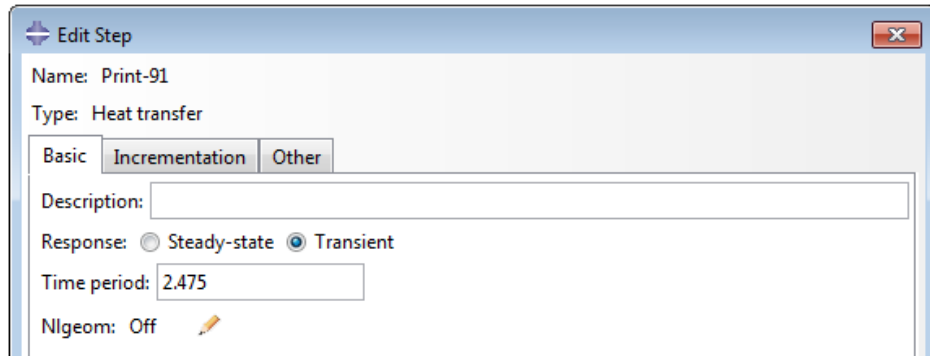 Edit Step
Name: Print-91
Type: Heat transfer
Basic Incrementation Other
Description:
Response: Steady-state Transient
Time period: 2.475
Nlgeom: Off